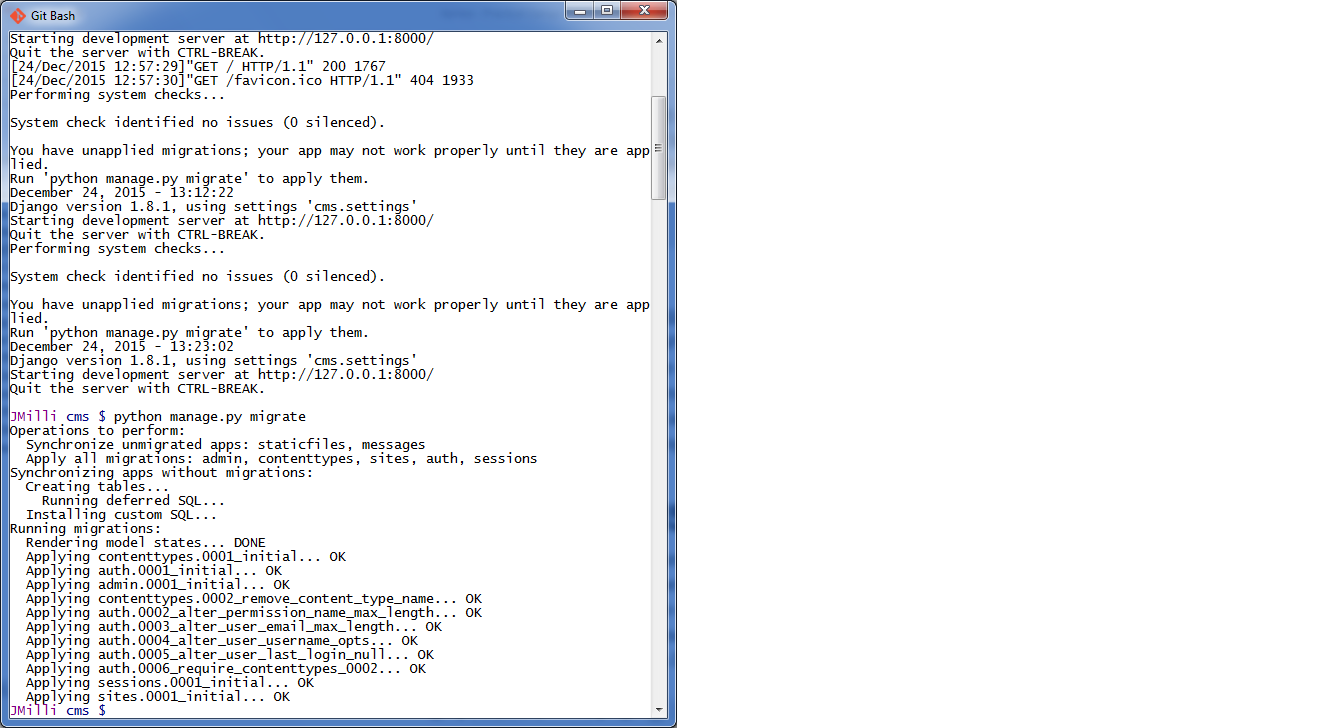 Git Bash
Starting development server at http://127.0.0.1:8000/
Quit the server with CTRL-BREAK.
[24/Dec/2015 12:57:29]"GET / HTTP/1.1" 200 1767
[24/Dec/2015 12:57:30]"GET /favicon.ico HTTP/1.1" 404 1933
Performing system checks...
System check identified no issues (0 silenced).
You have unapplied migrations; your app may not work properly until they are app
lied.
Run 'python manage.py migrate' to apply them.
December 24, 2015 - 13:12:22
Django version 1.8.1, using settings 'cms.settings'
Starting development server at http://127.0.0.1:8000/
Quit the server with CTRL-BREAK.
Performing system checks...
System check identified no issues (0 silenced).
You have unapplied migrations; your app may not work properly until they are app
lied.
Run 'python manage.py migrate' to apply them.
December 24, 2015 - 13:23:02
Django version 1.8.1, using settings 'cms.settings'
Starting development server at http://127.0.0.1:8000/
Quit the server with CTRL-BREAK.
JMilli cms $ python manage.py migrate
Operations to perform:
  Synchronize unmigrated apps: staticfiles, messages
  Apply all migrations: admin, contenttypes, sites, auth, sessions
Synchronizing apps without migrations:
  Creating tables...
    Running deferred SQL...
  Installing custom SQL...
Running migrations:
  Rendering model states... DONE
  Applying contenttypes.0001_initial... OK
  Applying auth.0001_initial... OK
  Applying admin.0001_initial... OK
  Applying contenttypes.0002_remove_content_type_name... OK
  Applying auth.0002_alter_permission_name_max_length... OK
  Applying auth.0003_alter_user_email_max_length... OK
  Applying auth.0004_alter_user_username_opts... OK
  Applying auth.0005_alter_user_last_login_null... OK
  Applying auth.0006_require_contenttypes_0002... OK
  Applying sessions.0001_initial... OK
  Applying sites.0001_initial... OK
JMilli cms $